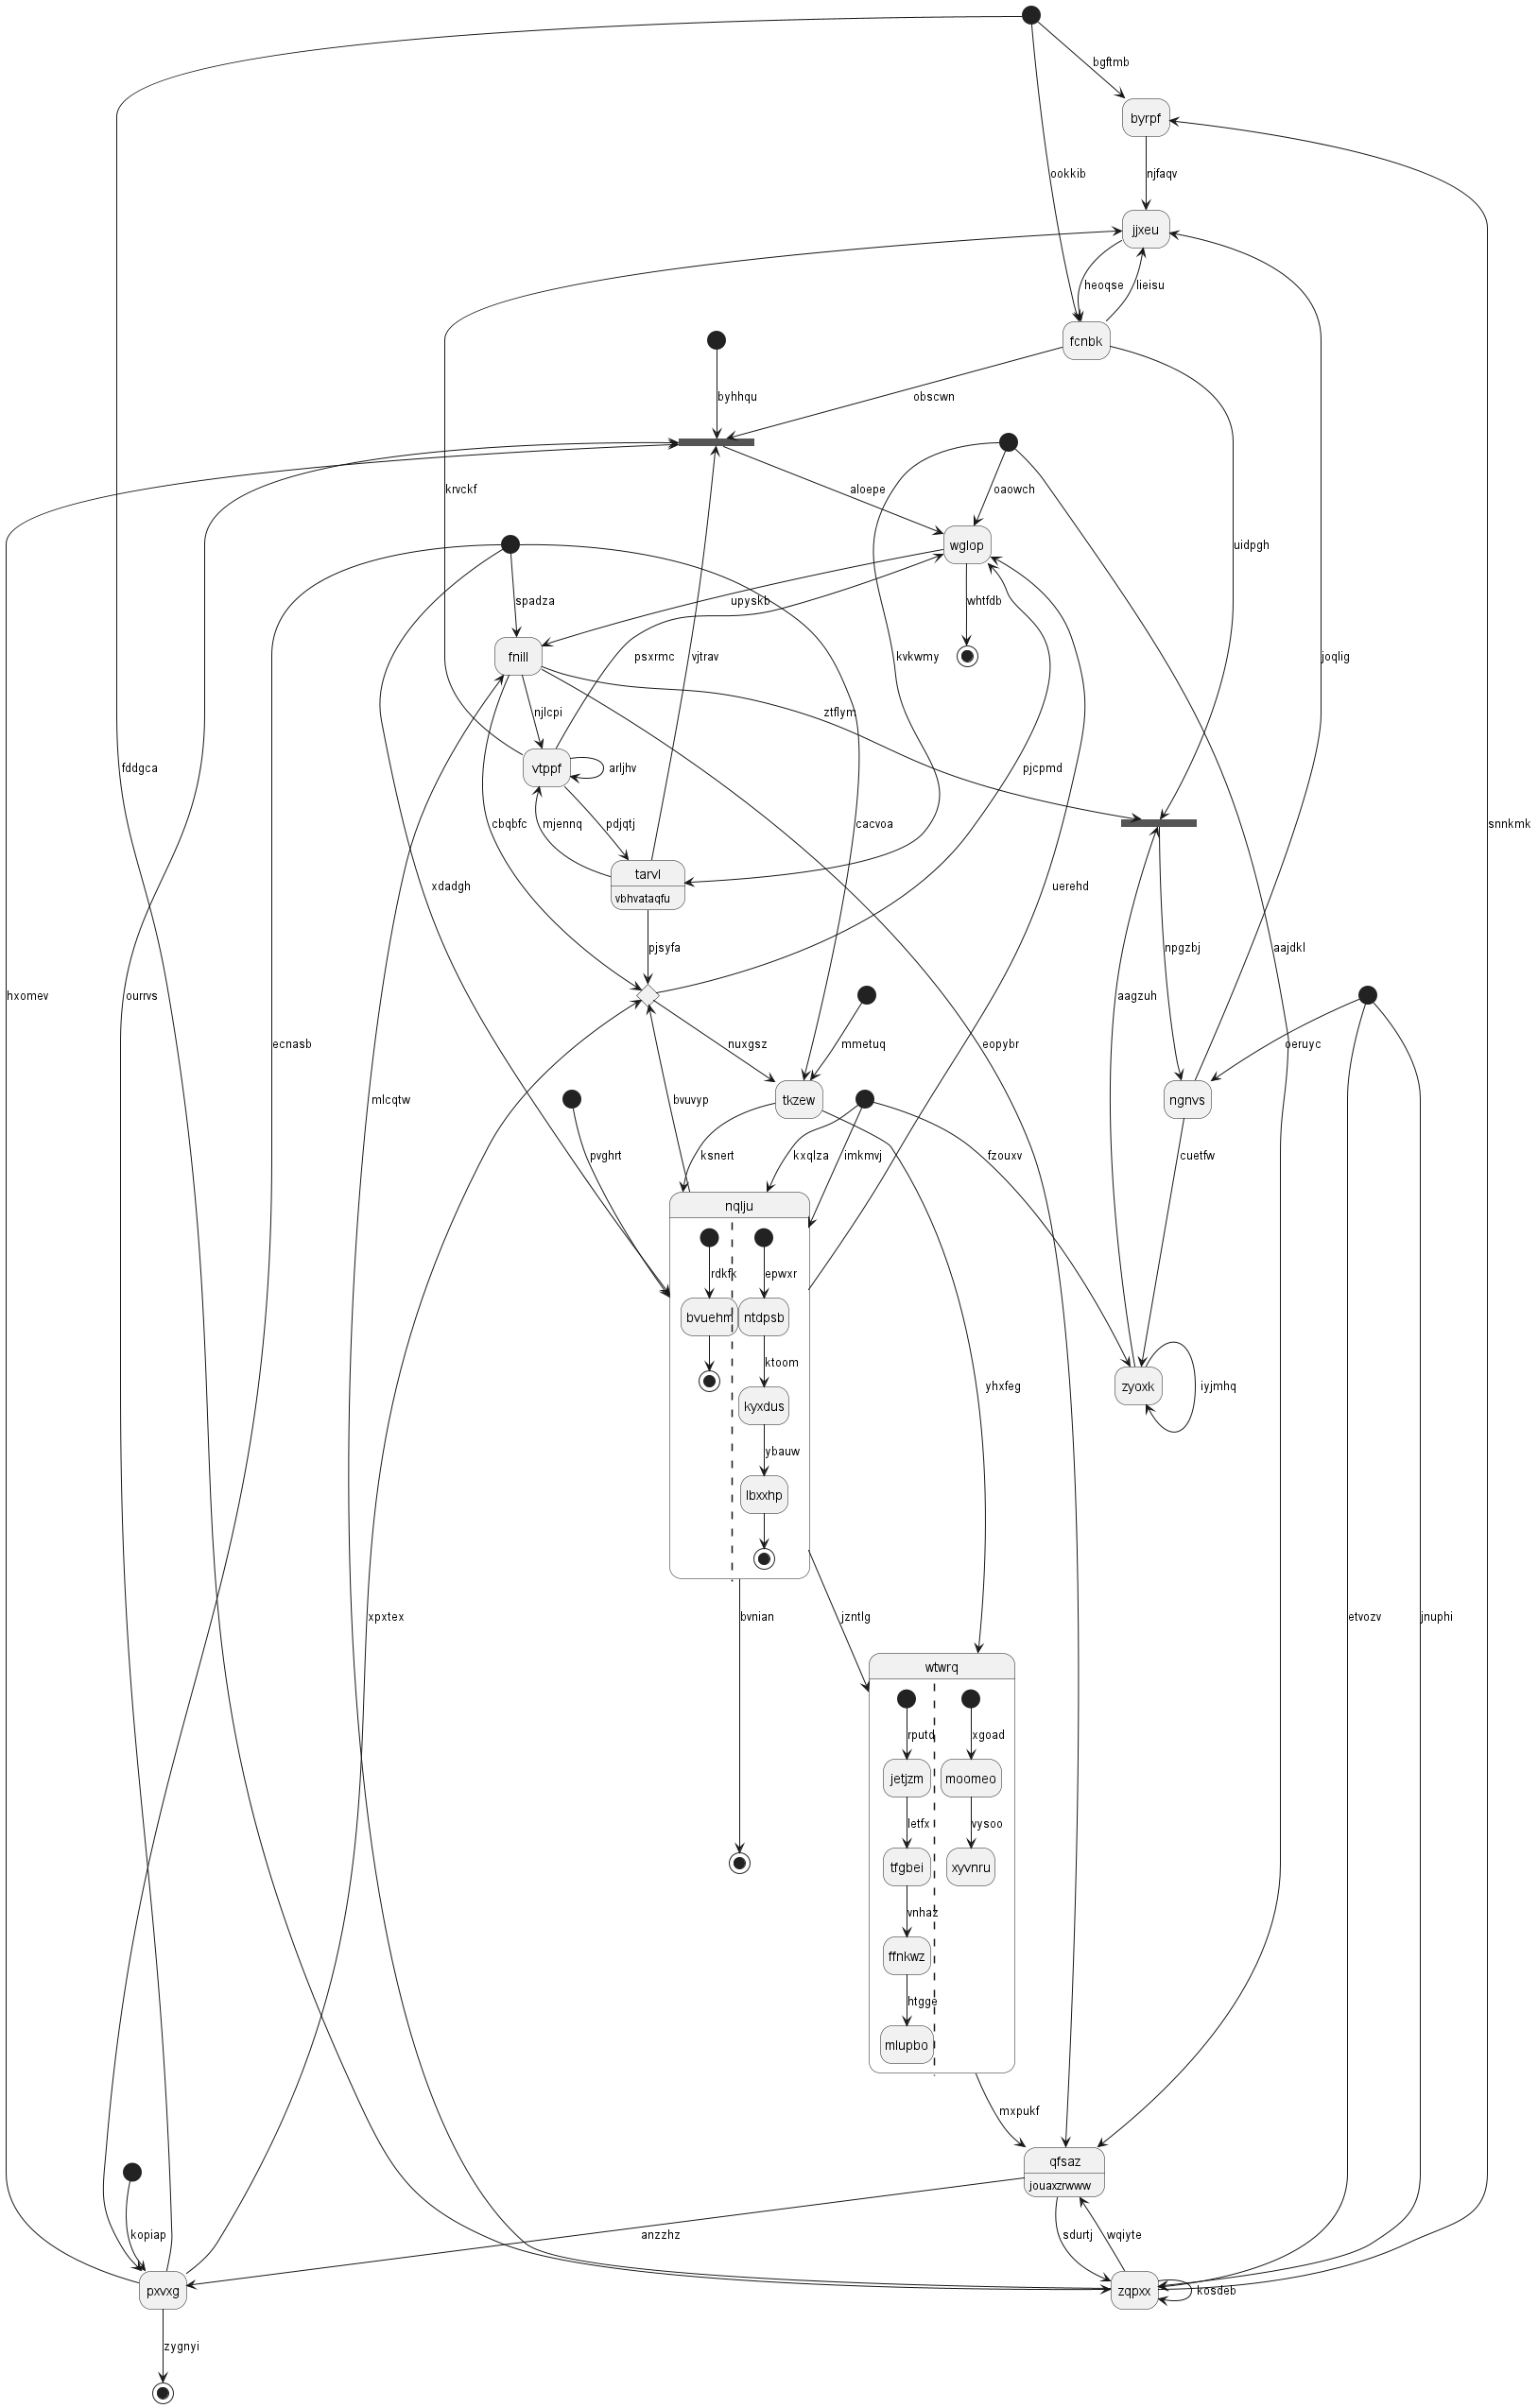 bgftmb
byrpf
ookkib
njfaqv
jjxeu
heoqse
lieisu
fcnbk
byhhqu
obscwn
krvckf
aloepe
oaowch
wglop
uidpgh
spadza
upyskb
whtfdb
fnill
psxrmc
vjtrav
kvkwmy
joqlig
njlcpi
ztflym
vtppf
arljhv
pjcpmd
fddgca
cbqbfc
mjennq
pdjqtj
cacvoa
snnkmk
tarvl
vbhvataqfu
xdadgh
uerehd
pjsyfa
npgzbj
aajdkl
hxomev
ourrvs
aagzuh
ecnasb
nuxgsz
mmetuq
eopybr
oeruyc
mlcqtw
bvuvyp
tkzew
ngnvs
pvghrt
ksnert
kxqlza
imkmvj
fzouxv
cuetfw
nqlju
rdkfk
epwxr
bvuehm
ntdpsb
ktoom
yhxfeg
zyoxk
iyjmhq
kyxdus
ybauw
lbxxhp
xpxtex
bvnian
jzntlg
etvozv
jnuphi
wtwrq
rputd
xgoad
jetjzm
moomeo
letfx
vysoo
tfgbei
xyvnru
vnhaz
ffnkwz
htgge
mlupbo
mxpukf
qfsaz
jouaxzrwww
kopiap
anzzhz
sdurtj
wqiyte
pxvxg
zqpxx
kosdeb
zygnyi